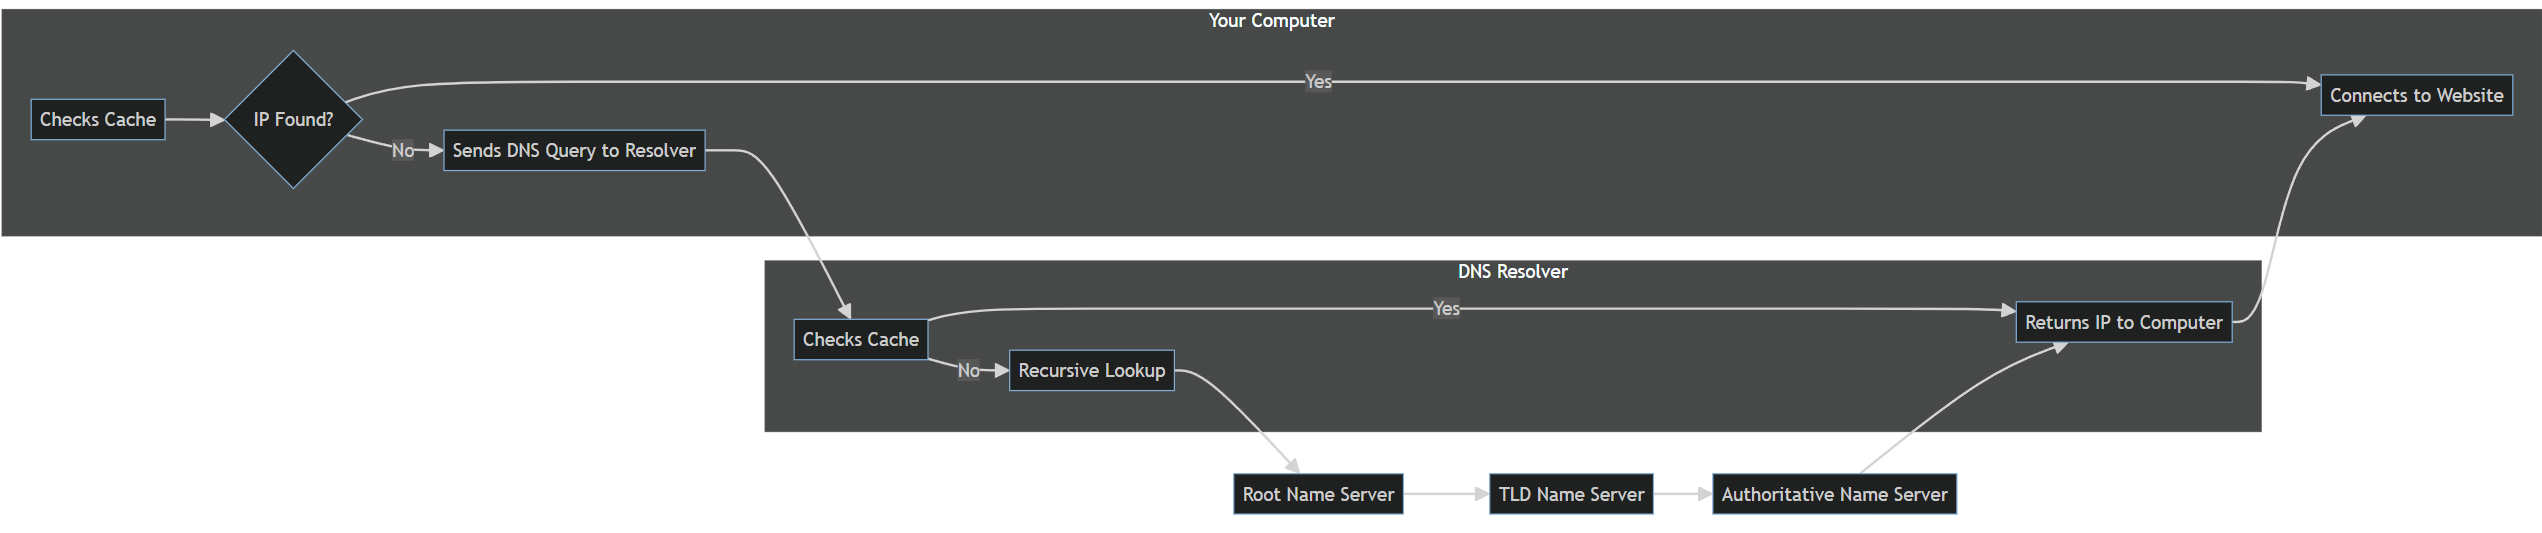 Your Computer
Checks Cache
IP Found?
Yes
No
Sends DNS Query to Resolver
Connects to Website
DNS Resolver
Checks Cache
Yes
No
Recursive Lookup
Returns IP to Computer
Root Name Server
TLD Name Server
Authoritative Name Server